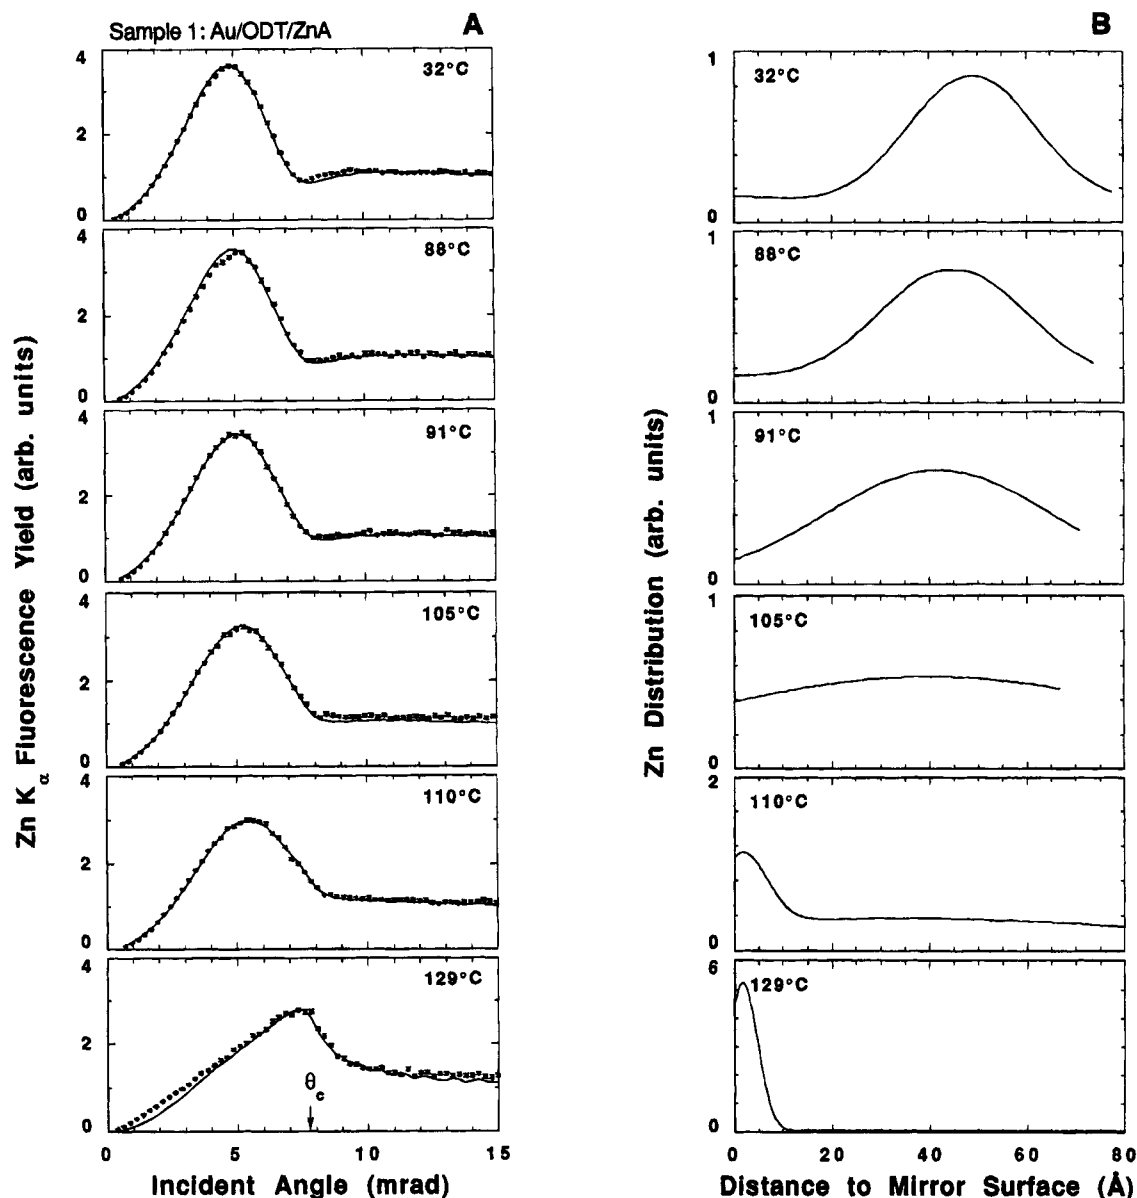 Sample 1: Au/ODT/ZnA
A
4
2
0
32°C
4
2
0
88°C
4
2
0
91°C
4
2
0
105°C
4
2
0
110°C
4
2
0
129°C
θc
0
5
10
15
Incident Angle (mrad)
Zn Kα Fluorescence Yield (arb. units)
B
1
0
32°C
1
0
88°C
1
0
91°C
1
0
105°C
2
0
110°C
6
0
129°C
0
20
40
60
80
Distance to Mirror Surface (Å)
Zn Distribution (arb. units)